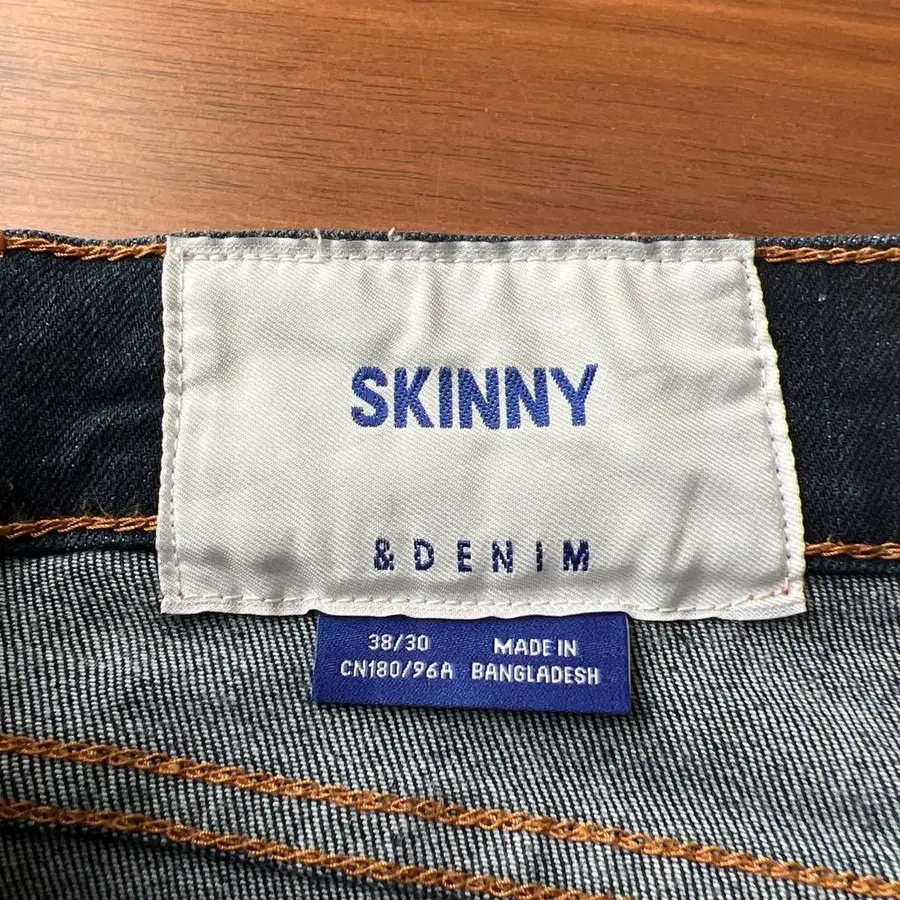 SKINNY
&DENIM
38/30 MADE IN
CN180/96A BANGLADESH